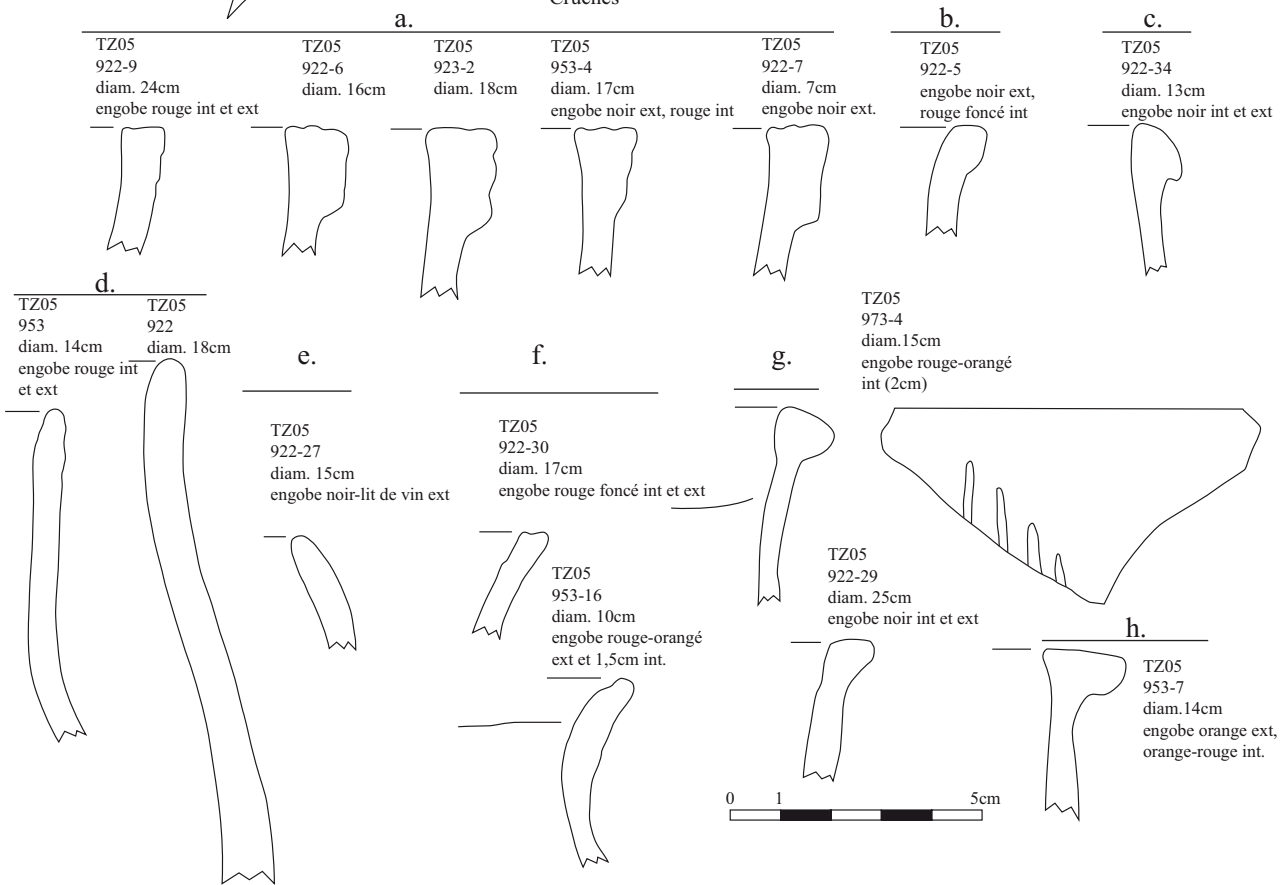 Cruches
a.
b.
c.
TZ05
922-9
diam. 24cm
engobe rouge int et ext
TZ05
922-6
diam. 16cm
TZ05
923-2
diam. 18cm
TZ05
953-4
diam. 17cm
engobe noir ext, rouge int
TZ05
922-7
diam. 7cm
engobe noir ext.
TZ05
922-5
engobe noir ext,
rouge foncé int
TZ05
922-34
diam. 13cm
engobe noir int et ext
d.
TZ05
953
diam. 14cm
engobe rouge int
et ext
TZ05
922
diam. 18cm
e.
TZ05
922-27
diam. 15cm
engobe noir-lit de vin ext
f.
TZ05
922-30
diam. 17cm
engobe rouge foncé int et ext
TZ05
953-16
diam. 10cm
engobe rouge-orangé
ext et 1,5cm int.
g.
TZ05
973-4
diam.15cm
engobe rouge-orangé
int (2cm)
TZ05
922-29
diam. 25cm
engobe noir int et ext
h.
TZ05
953-7
diam.14cm
engobe orange ext,
orange-rouge int.
0 1 5cm